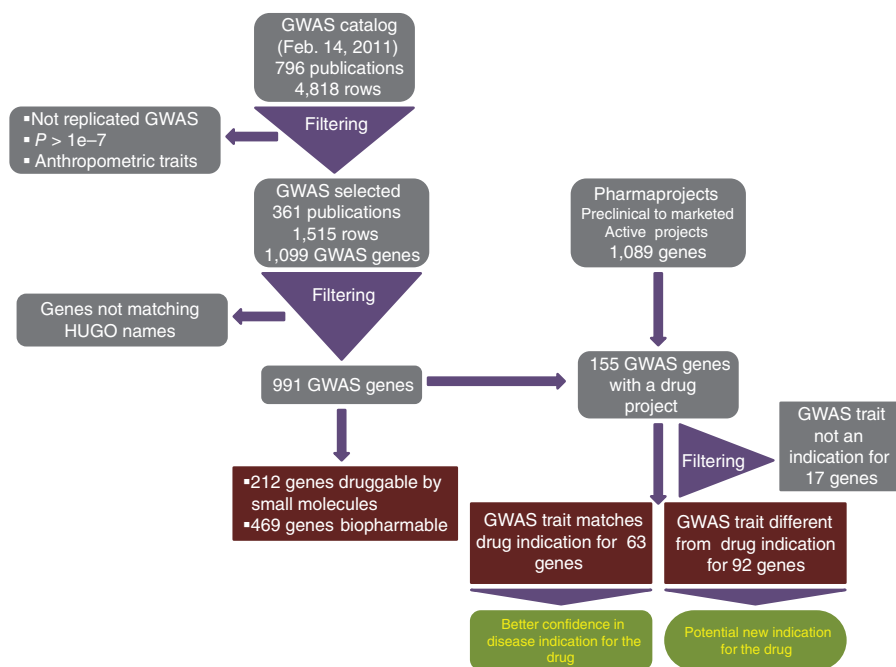 GWAS catalog
(Feb. 14, 2011)
796 publications
4,818 rows
▪Not replicated GWAS
▪ P > 1e–7
▪ Anthropometric traits
Filtering
GWAS selected
361 publications
1,515 rows
1,099 GWAS genes
Pharmaprojects
Preclinical to marketed
Active projects
1,089 genes
Genes not matching
HUGO names
Filtering
991 GWAS genes
155 GWAS genes
with a drug
project
GWAS trait
not an
indication for
17 genes
Filtering
▪212 genes druggable by
small molecules
▪469 genes biopharmable
GWAS trait matches
drug indication for 63
genes
GWAS trait different
from drug indication
for 92 genes
Better confidence in
disease indication for the
drug
Potential new indication
for the drug